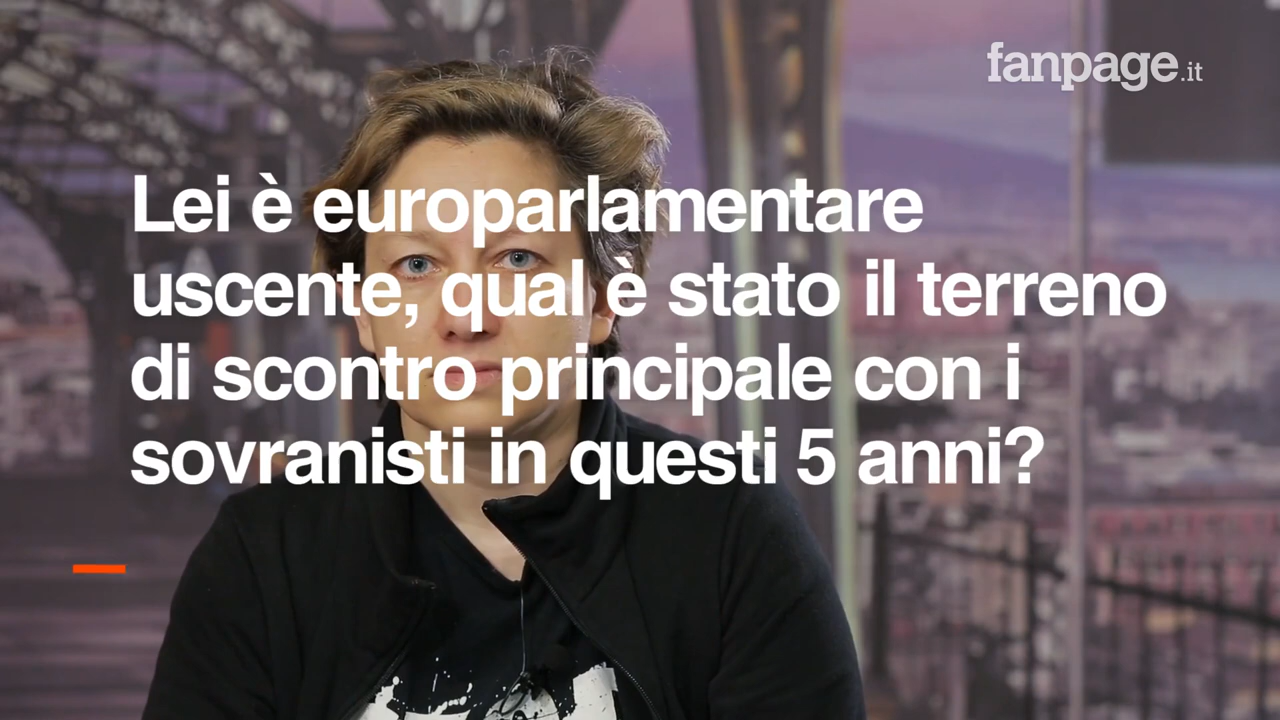 fanpage.it
Lei è europarlamentare
uscente, qual è stato il terreno
di scontro principale con i
sovranisti in questi 5 anni?